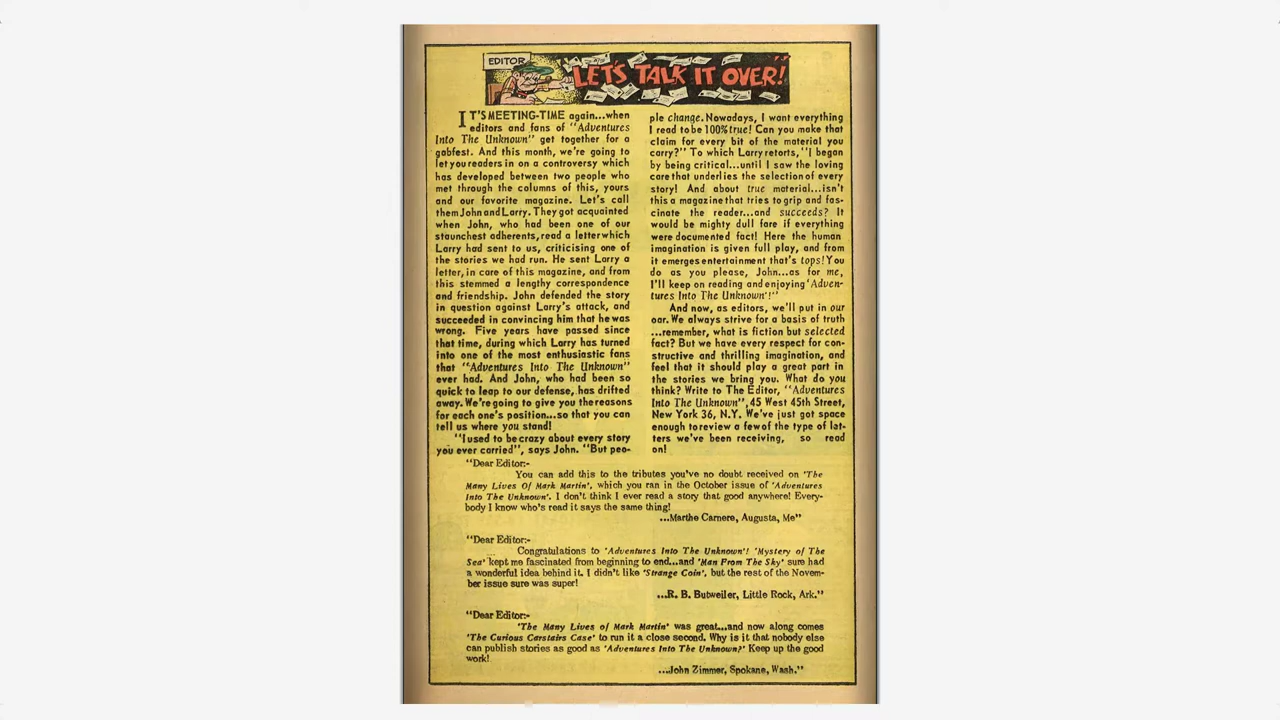 EDITOR
LET'S TALK IT OVER!
IT'S MEETING-TIME again...when
editors and fans of "Adventures
Into The Unknown" get together for a
gabfest. And this month, we're going to
let you readers in on a controversy which
has developed between two people who
met through the columns of this, yours
and our favorite magazine. Let's call
them John and Larry. They got acquainted
when John, who had been one of our
staunchest adherents, read a letter which
Larry had sent to us, criticising one of
the stories we had run. He sent Larry a
letter, in care of this magazine, and from
this stemmed a lengthy correspondence
and friendship. John defended the story
in question against Larry's attack, and
succeeded in convincing him that he was
wrong. Five years have passed since
that time, during which Larry has turned
into one of the most enthusiastic fans
that "Adventures Into The Unknown"
ever had. And John, who had been so
quick to leap to our defense, has drifted
away. We're going to give you the reasons
for each one's position...so that you can
tell us where you stand!
"I used to be crazy about every story
you ever carried", says John. "But peo-
ple change. Nowadays, I want everything
I read to be 100% true! Can you make that
claim for every bit of the material you
carry?" To which Larry retorts, "I began
by being critical...until I saw the loving
care that underlies the selection of every
story! And about true material...isn't
this a magazine that tries to grip and fas-
cinate the reader...and succeeds? It
would be mighty dull fare if everything
were documented fact! Here the human
imagination is given full play, and from
it emerges entertainment that's tops! You
do as you please, John...as for me,
I'll keep on reading and enjoying 'Adven-
tures Into The Unknown'!"
And now, as editors, we'll put in our
oar. We always strive for a basis of truth
...remember, what is fiction but selected
fact? But we have every respect for con-
structive and thrilling imagination, and
feel that it should play a great part in
the stories we bring you. What do you
think? Write to The Editor, "Adventures
Into The Unknown", 45 West 45th Street,
New York 36, N.Y. We've just got space
enough to review a few of the type of let-
ters we've been receiving, so read
on!
"Dear Editor:-
You can add this to the tributes you've no doubt received on 'The
Many Lives Of Mark Martin', which you ran in the October issue of 'Adventures
Into The Unknown'. I don't think I ever read a story that good anywhere! Every-
body I know who's read it says the same thing!
...Marthe Carnere, Augusta, Me"
"Dear Editor:-
Congratulations to 'Adventures Into The Unknown'! 'Mystery of The
Sea' kept me fascinated from beginning to end...and 'Man From The Sky' sure had
a wonderful idea behind it. I didn't like 'Strange Coin', but the rest of the Novem-
ber issue sure was super!
...R. B. Butweiler, Little Rock, Ark."
"Dear Editor:-
'The Many Lives of Mark Martin' was great...and now along comes
'The Curious Carstairs Case' to run it a close second. Why is it that nobody else
can publish stories as good as 'Adventures Into The Unknown?' Keep up the good
work!
...John Zimmer, Spokane, Wash."